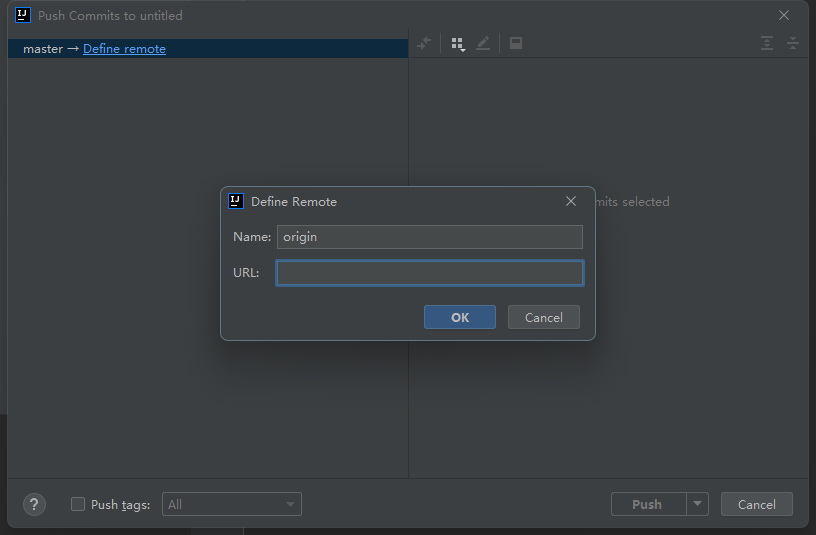 Push Commits to untitled
master → Define remote
mits selected
Define Remote
Name: origin
URL:
OK Cancel
? Push tags: All Push Cancel